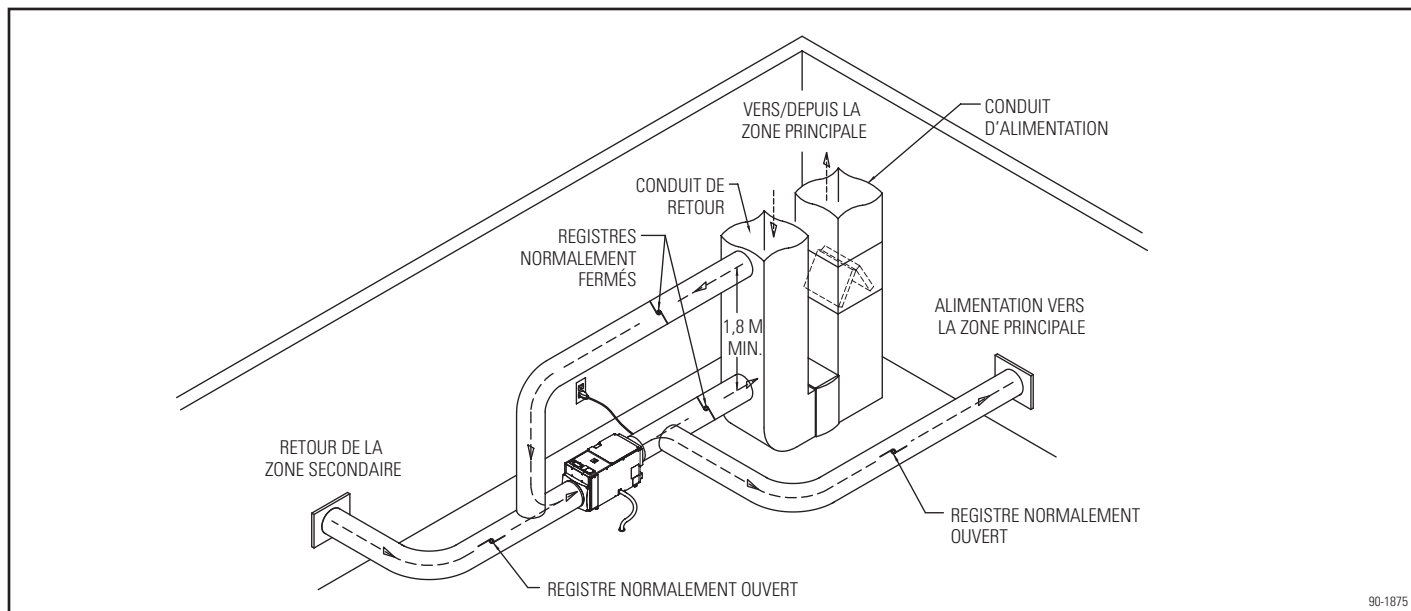 VERS/DEPUIS LA
ZONE PRINCIPALE
CONDUIT
D'ALIMENTATION
CONDUIT DE
RETOUR
REGISTRES
NORMALEMENT
FERMÉS
1,8 M
MIN.
ALIMENTATION VERS
LA ZONE PRINCIPALE
RETOUR DE LA
ZONE SECONDAIRE
REGISTRE NORMALEMENT
OUVERT
REGISTRE NORMALEMENT OUVERT
90-1875